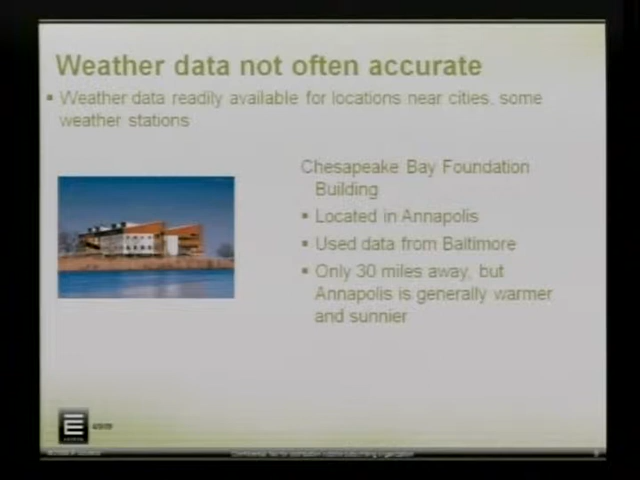 Weather data not often accurate
▪ Weather data readily available for locations near cities, some
weather stations
Chesapeake Bay Foundation
Building
▪ Located in Annapolis
▪ Used data from Baltimore
▪ Only 30 miles away, but
Annapolis is generally warmer
and sunnier